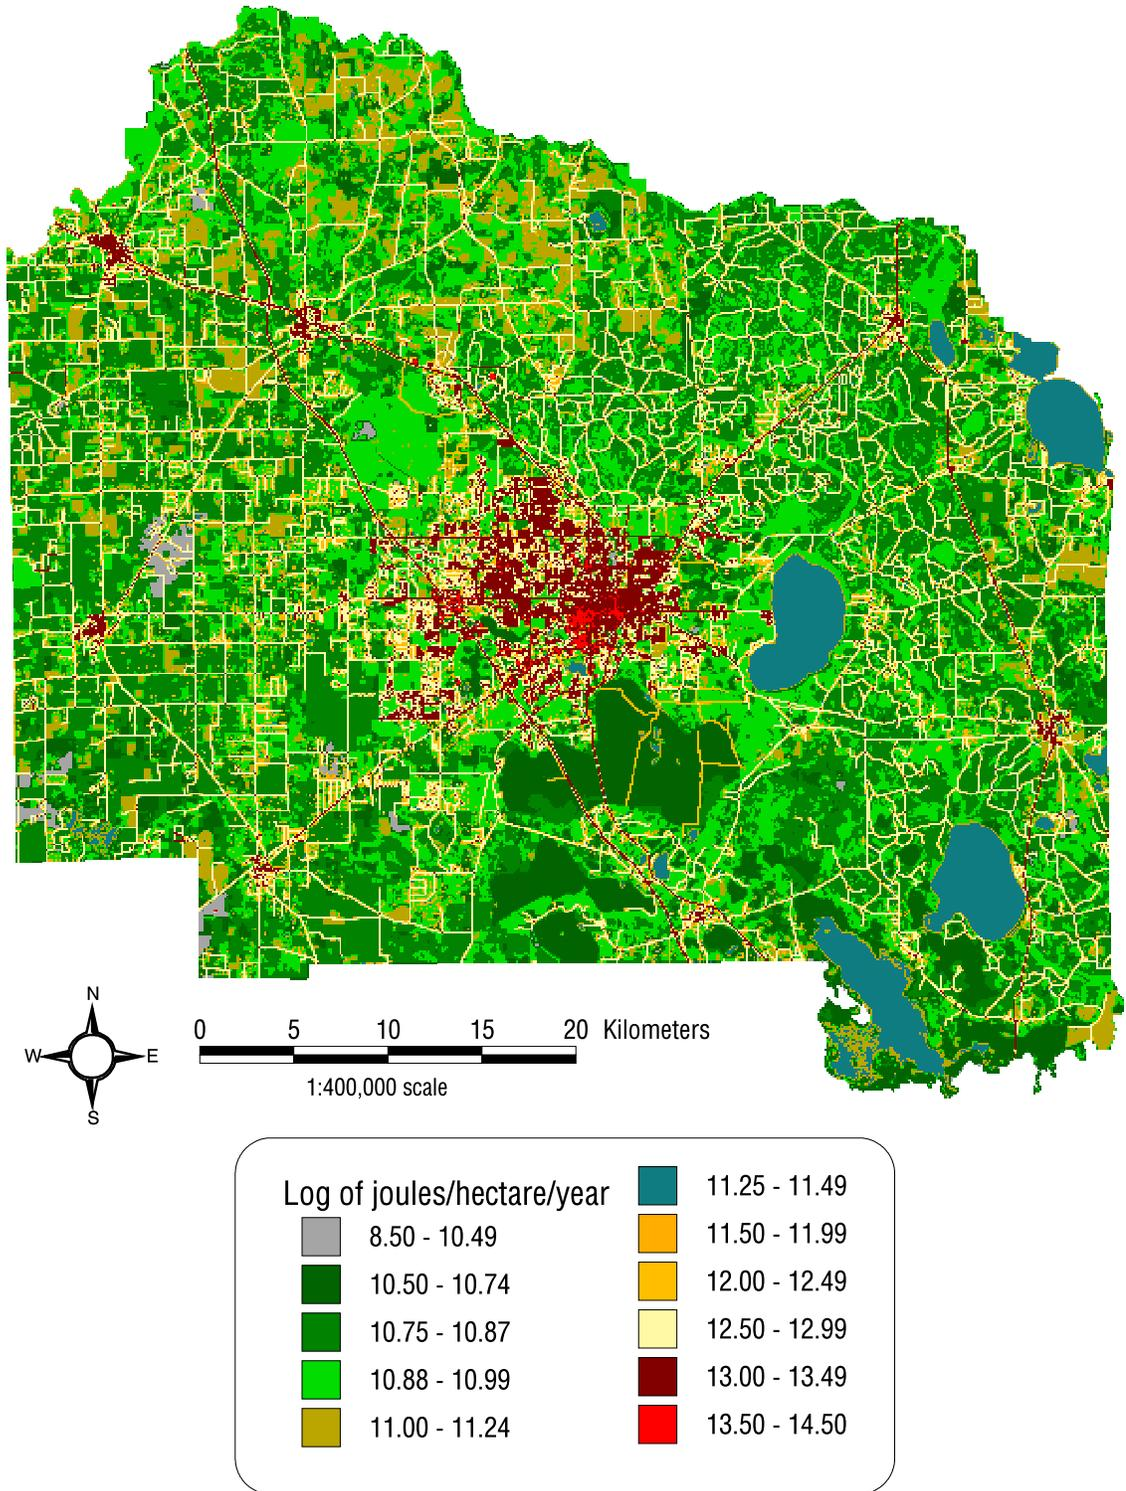 N
W E
S
0 5 10 15 20 Kilometers
1:400,000 scale
Log of joules/hectare/year
8.50 - 10.49
10.50 - 10.74
10.75 - 10.87
10.88 - 10.99
11.00 - 11.24
11.25 - 11.49
11.50 - 11.99
12.00 - 12.49
12.50 - 12.99
13.00 - 13.49
13.50 - 14.50